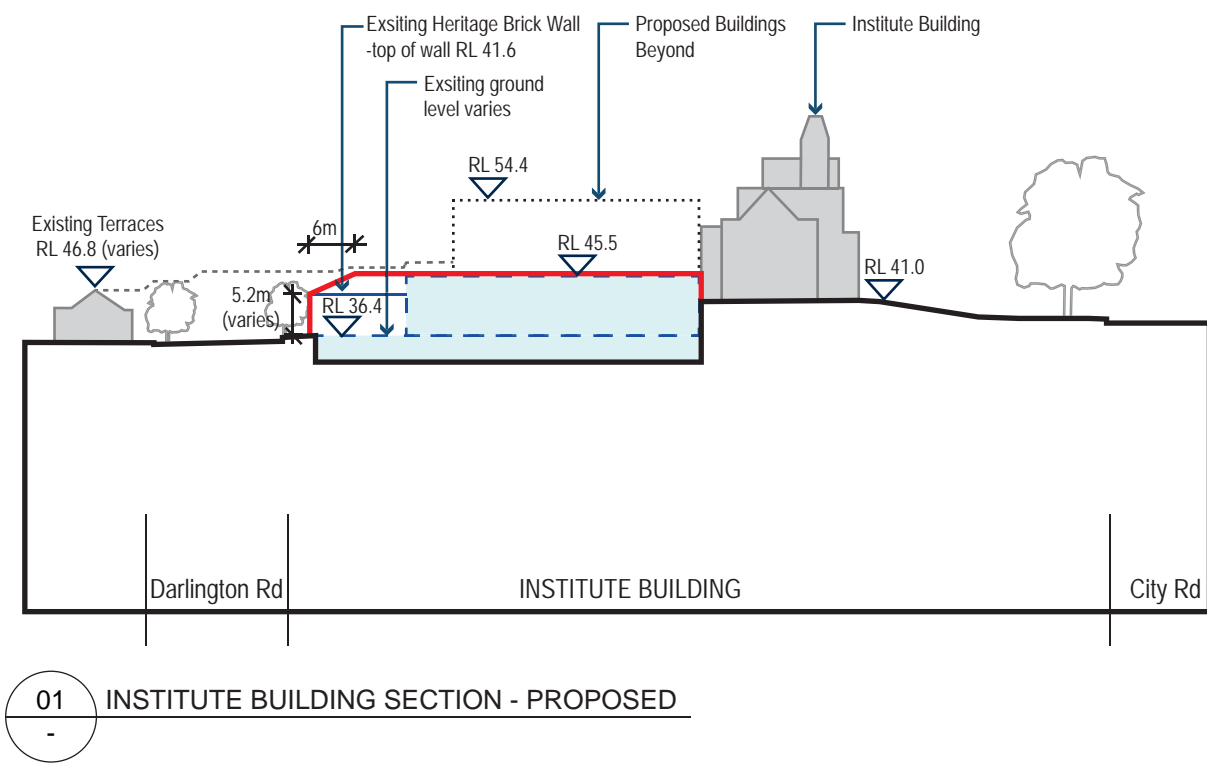 Exsiting Heritage Brick Wall
-top of wall RL 41.6
Exsiting ground
level varies
Proposed Buildings
Beyond
Institute Building
RL 54.4
Existing Terraces
RL 46.8 (varies)
6m
RL 45.5
RL 41.0
5.2m
(varies)
RL 36.4
Darlington Rd
INSTITUTE BUILDING
City Rd
01
-
INSTITUTE BUILDING SECTION - PROPOSED